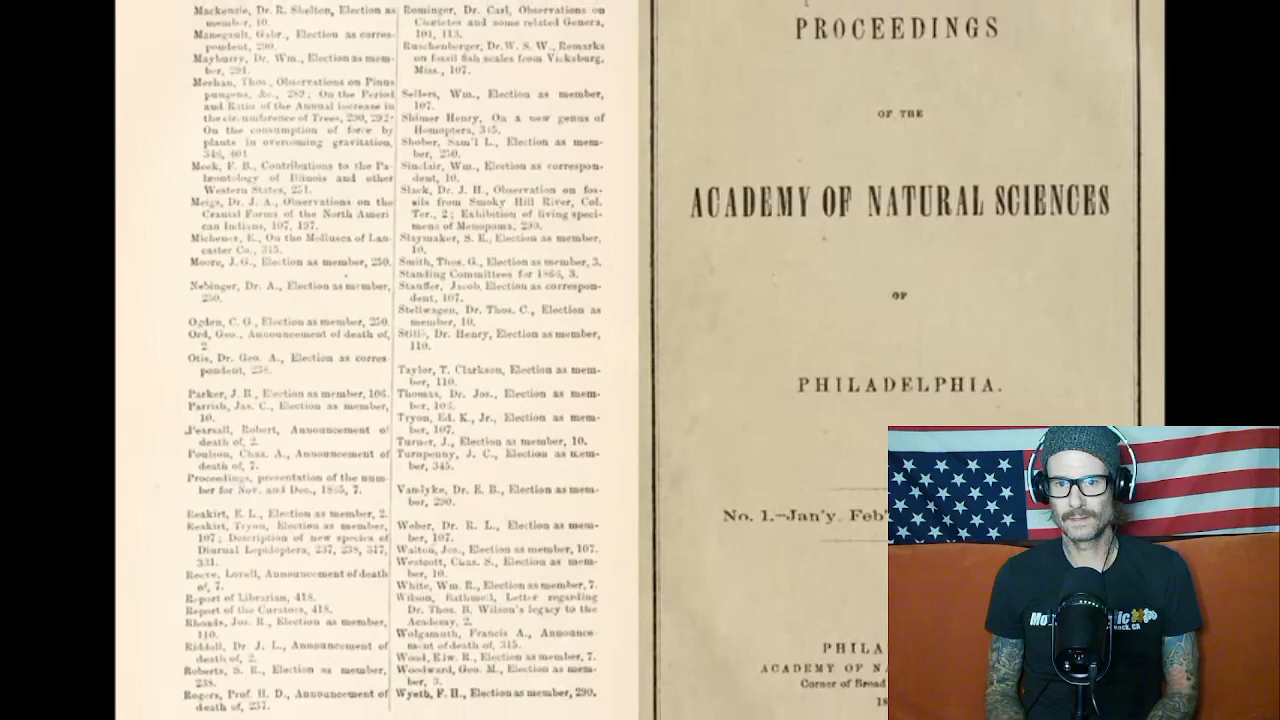 Mackenzie, Dr. R. Shelton, Election as
member, 10.
Manegault, Gabr., Election as corres-
pondent, 290.
Mayburry, Dr. Wm., Election as mem-
ber, 291.
Meehan, Thos., Observations on Pinus
pungens, &c., 289; On the Period
and Ratio of the Annual increase in
the circumference of Trees, 290, 292.
On the consumption of force by
plants in overcoming gravitation,
346, 401
Meek, F. B., Contributions to the Pa-
læontology of Illinois and other
Western States, 251.
Meigs, Dr. J. A., Observations on the
Cranial Forms of the North Ameri
can Indians, 107, 197.
Michener, E., On the Mollusca of Lan-
caster Co., 315.
Moore, J. G., Election as member, 250.
Nebinger, Dr. A., Election as member,
250.
Ogden, C. G., Election as member, 250.
Ord, Geo., Announcement of death of,
2.
Otis, Dr. Geo. A., Election as corres-
pondent, 238.
Parker, J. B., Election as member, 106.
Parrish, Jas. C., Election as member,
10.
Pearsall, Robert, Announcement of
death of, 2.
Poulson, Chas. A., Announcement of
death of, 7.
Proceedings, presentation of the num-
ber for Nov. and Dec., 1865, 7.
Reakirt, E. L., Election as member, 2.
Reakirt, Tryon, Election as member,
107; Description of new species of
Diurnal Lepidoptera, 237, 238, 317,
331.
Reeve, Lovell, Announcement of death
of, 7.
Report of Librarian, 418.
Report of the Curators, 418.
Rhoads, Jos. R., Election as member,
110.
Riddell, Dr J. L., Announcement of
death of, 2.
Roberts, S. R., Election as member,
238.
Rogers, Prof. H. D., Announcement of
death of, 237.
Rominger, Dr. Carl, Observations on
Chætetes and some related Genera,
101, 113.
Ruschenberger, Dr. W. S. W., Remarks
on fossil fish scales from Vicksburg,
Miss., 107.
Sellers, Wm., Election as member,
107.
Shimer Henry, On a new genus of
Homoptera, 345.
Shober, Sam'l L., Election as mem-
ber, 250.
Sinclair, Wm., Election as correspon-
dent, 10.
Slack, Dr. J. H., Observation on fos-
sils from Smoky Hill River, Col.
Ter., 2; Exhibition of living speci-
mens of Menopoma, 290.
Slaymaker, S. E., Election as member,
10.
Smith, Thos. G., Election as member, 3.
Standing Committees for 1866, 3.
Stauffer, Jacob, Election as correspon-
dent, 107.
Stellwagen, Dr. Thos. C., Election as
member, 10.
Stillè, Dr. Henry, Election as member,
110.
Taylor, T. Clarkson, Election as mem-
ber, 110.
Thomas, Dr. Jos., Election as mem-
ber, 106.
Tryon, Ed. K., Jr., Election as mem-
ber, 107.
Turner, J., Election as member, 10.
Turnpenny, J. C., Election as mem-
ber, 345.
Vandyke, Dr. E. B., Election as mem-
ber, 290.
Weber, Dr. R. L., Election as mem-
ber, 107.
Walton, Jos., Election as member, 107.
Westcott, Chas. S., Election as mem-
ber, 10.
White, Wm. R., Election as member, 7.
Wilson, Rathmell, Letter regarding
Dr. Thos. B. Wilson's legacy to the
Academy, 2.
Wolgamuth, Francis A., Announce-
ment of death of, 315.
Wood, Edw. R., Election as member, 7.
Woodward, Geo. M., Election as mem-
ber, 3.
Wyeth, F. H., Election as member, 290.
PROCEEDINGS
OF THE
ACADEMY OF NATURAL SCIENCES
OF
PHILADELPHIA.
No. 1.—Jan'y. Feb'
PHILA
ACADEMY OF NA
Corner of Broad
18